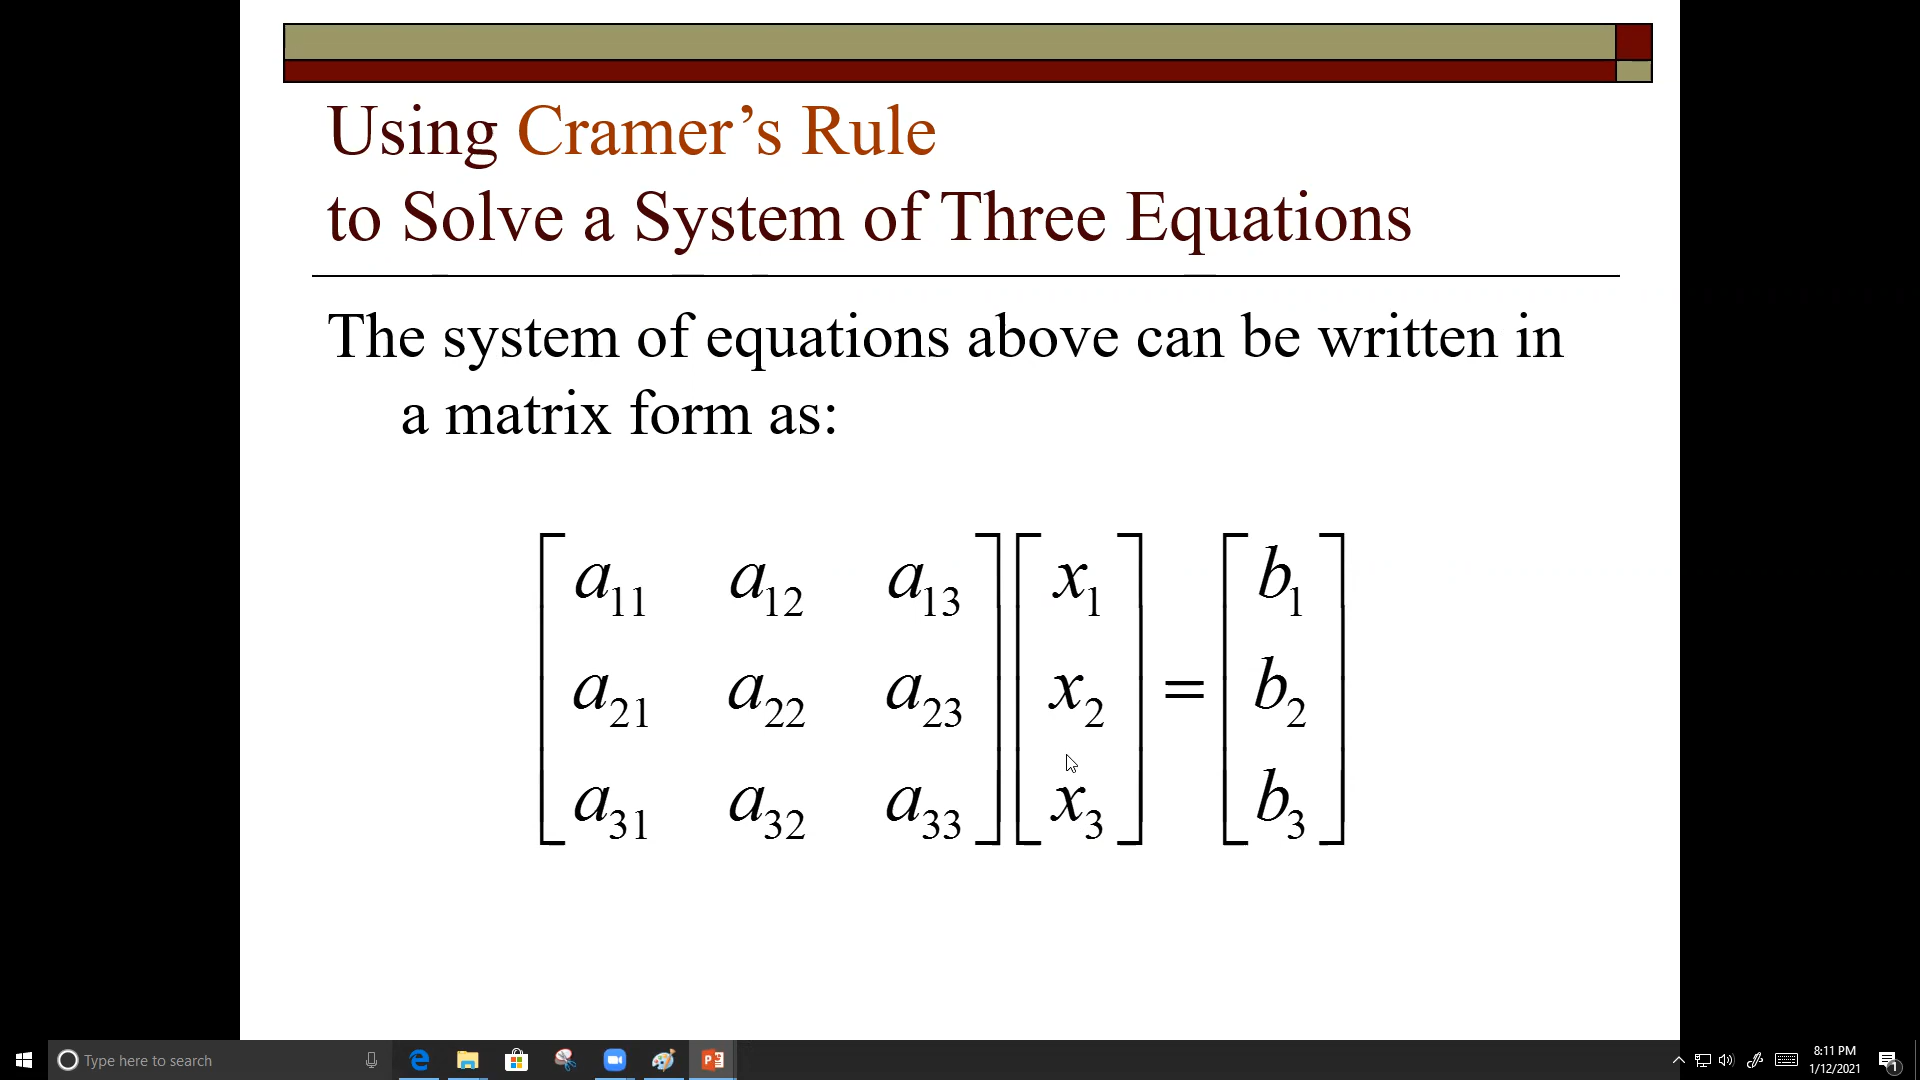 Using Cramer’s Rule
to Solve a System of Three Equations
The system of equations above can be written in
a matrix form as:
[a₁₁ a₁₂ a₁₃] [x₁] [b₁]
[a₂₁ a₂₂ a₂₃] [x₂] = [b₂]
[a₃₁ a₃₂ a₃₃] [x₃] [b₃]
Type here to search
8:11 PM
1/12/2021
1